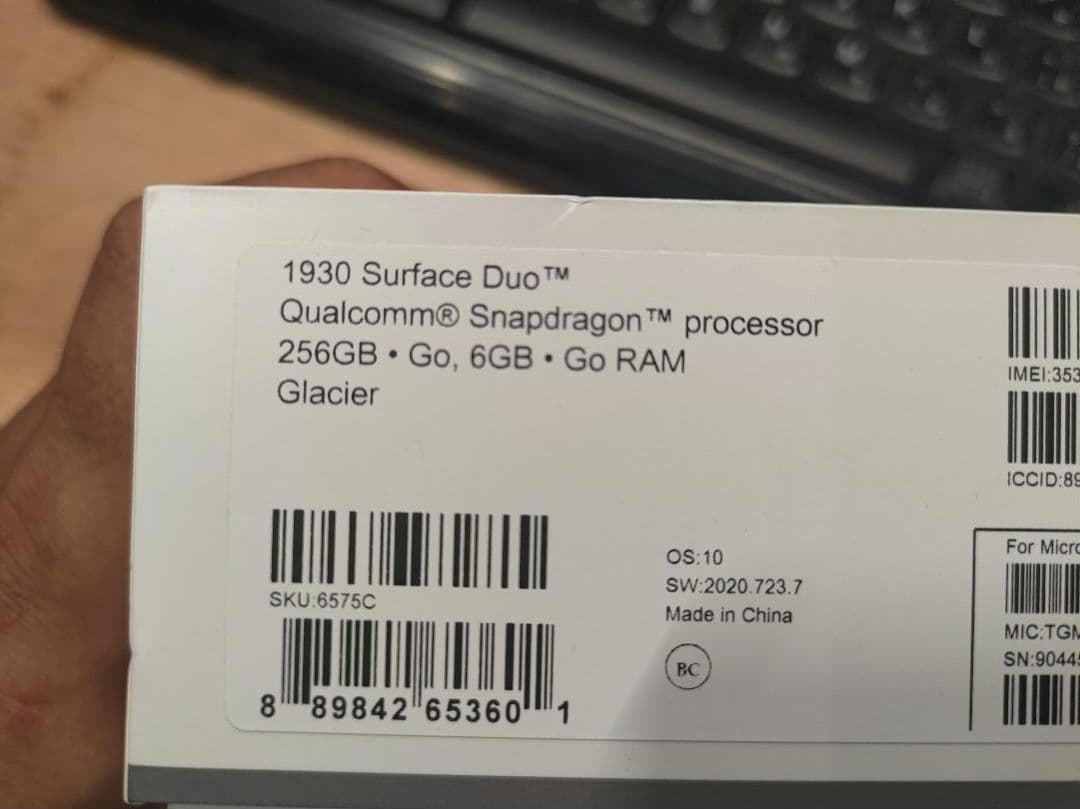 1930 Surface Duo™
Qualcomm® Snapdragon™ processor
256GB • Go, 6GB • Go RAM
Glacier
SKU:6575C
8 89842 65360 1
OS:10
SW:2020.723.7
Made in China
BC
IMEI:353
ICCID:89
For Micro
MIC:TGM
SN:9044